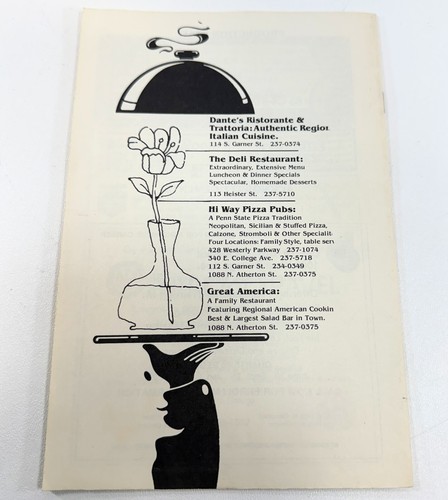 Dante's Ristorante &
Trattoria: Authentic Region
Italian Cuisine.
114 S. Garner St. 237-0374
The Deli Restaurant:
Extraordinary, Extensive Menu
Luncheon & Dinner Specials
Spectacular, Homemade Desserts
113 Heister St. 237-5710
Hi Way Pizza Pubs:
A Penn State Pizza Tradition
Neopolitan, Sicilian & Stuffed Pizza,
Calzone, Stromboli & Other Specialit
Four Locations: Family Style, table serv
428 Westerly Parkway 237-1074
340 E. College Ave. 237-5718
112 S. Garner St. 234-0349
1088 N. Atherton St. 237-0375
Great America:
A Family Restaurant
Featuring Regional American Cookin
Best & Largest Salad Bar in Town.
1088 N. Atherton St. 237-0375